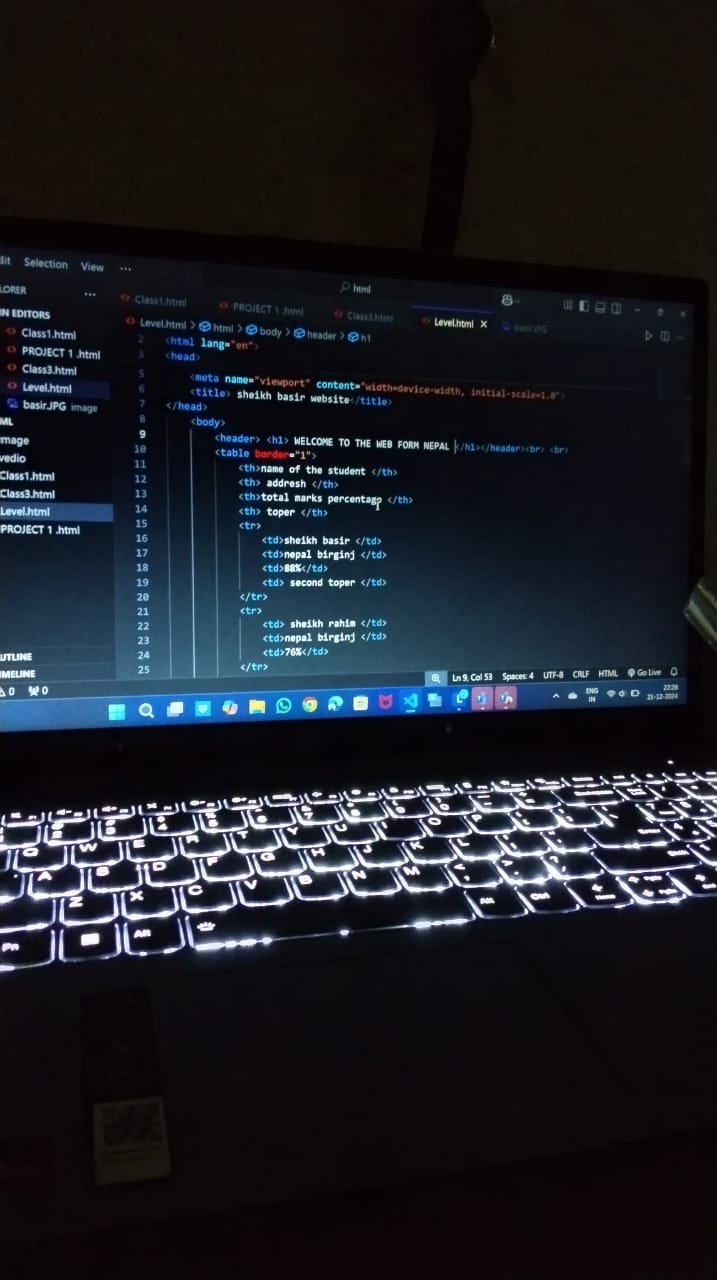 dit Selection View ...
html
LORER ...
Class1.html PROJECT 1 .html Class3.html Level.html basir.JPG
N EDITORS
Class1.html
PROJECT 1 .html
Class3.html
Level.html
basir.JPG image
ML
mage
vedio
Class1.html
Class3.html
Level.html
PROJECT 1 .html
UTLINE
IMELINE
Level.html > html > body > header > h1
2 <html lang="en">
3 <head>
5 <meta name="viewport" content="width=device-width, initial-scale=1.0">
6 <title> sheikh basir website</title>
7 </head>
8 <body>
9 <header> <h1> WELCOME TO THE WEB FORM NEPAL </h1></header><br> <br>
10 <table border="1">
11 <th>name of the student </th>
12 <th> addresh </th>
13 <th>total marks percentage </th>
14 <th> toper </th>
15 <tr>
16 <td>sheikh basir </td>
17 <td>nepal birginj </td>
18 <td>88%</td>
19 <td> second toper </td>
20 </tr>
21 <tr>
22 <td> sheikh rahim </td>
23 <td>nepal birginj </td>
24 <td>76%</td>
25 </tr>
0 0 Ln 9, Col 53 Spaces: 4 UTF-8 CRLF HTML Go Live
ENG
IN
22:28
21-12-2024
Q W E R T Y U I O P
A S D F G H J K L
Z X C V B N M
Fn Alt Alt Ctrl